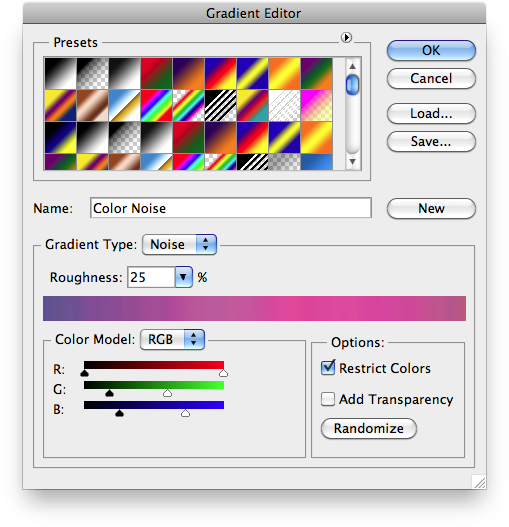 Gradient Editor
Presets
OK
Cancel
Load...
Save...
Name: Color Noise
New
Gradient Type: Noise
Roughness: 25 %
Color Model: RGB
R:
G:
B:
Options:
Restrict Colors
Add Transparency
Randomize